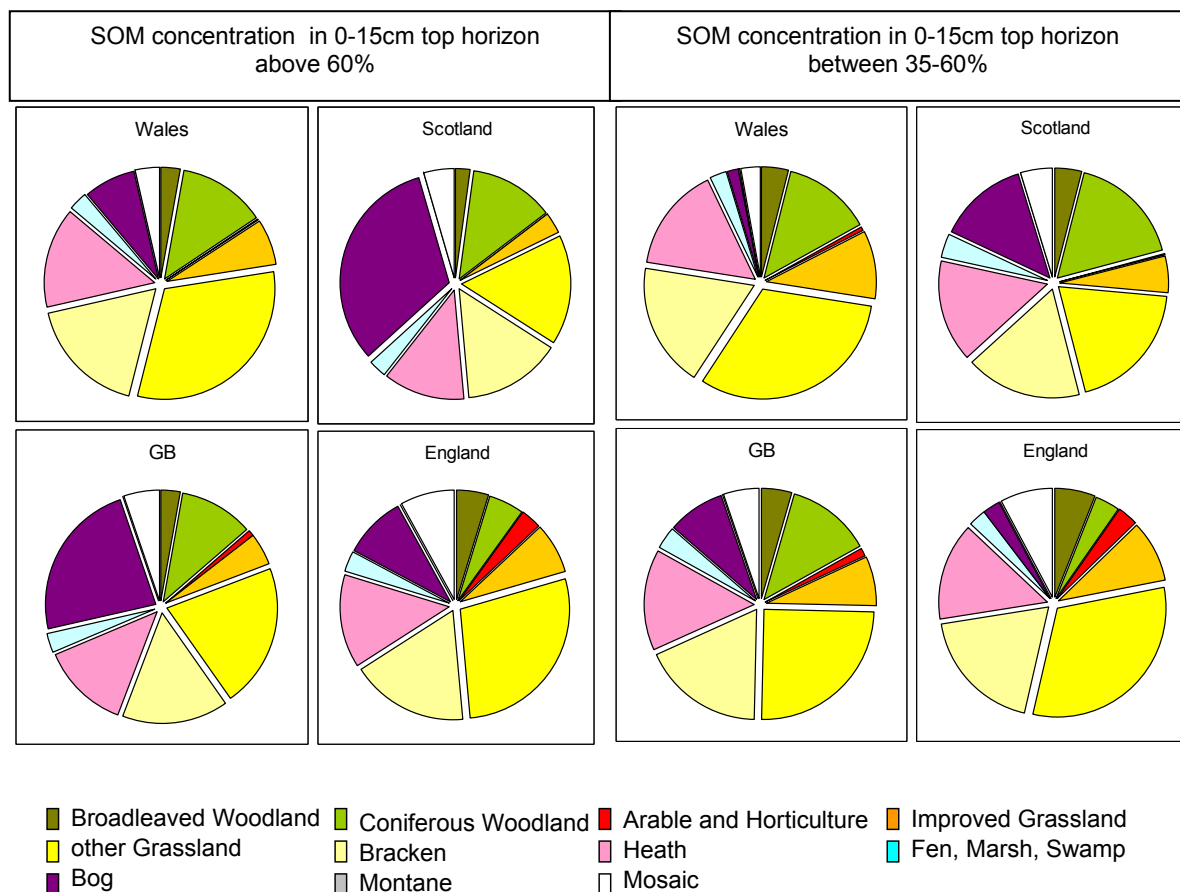 SOM concentration in 0-15cm top horizon
above 60%
SOM concentration in 0-15cm top horizon
between 35-60%
Wales
Scotland
Wales
Scotland
GB
England
GB
England
Broadleaved Woodland
Coniferous Woodland
Arable and Horticulture
Improved Grassland
other Grassland
Bracken
Heath
Fen, Marsh, Swamp
Bog
Montane
Mosaic